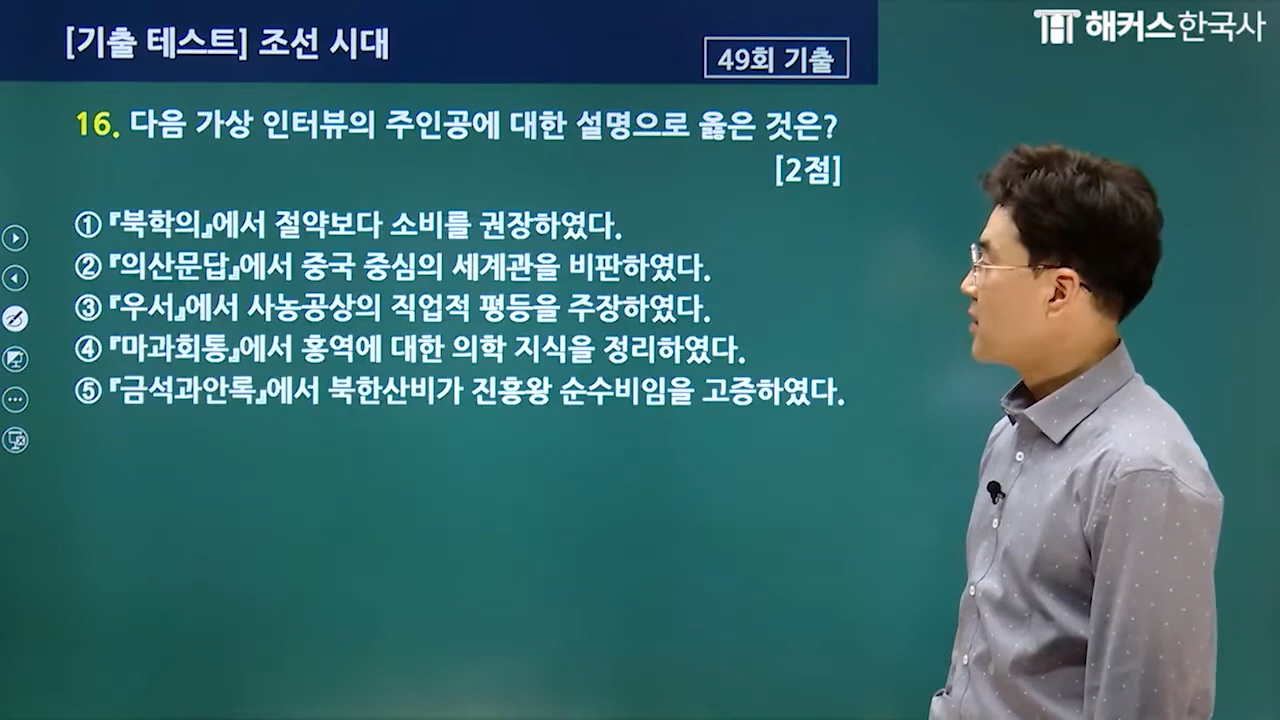 [기출 테스트] 조선 시대
49회 기출
해커스한국사
16. 다음 가상 인터뷰의 주인공에 대한 설명으로 옳은 것은?
[2점]
① 『북학의』에서 절약보다 소비를 권장하였다.
② 『의산문답』에서 중국 중심의 세계관을 비판하였다.
③ 『우서』에서 사농공상의 직업적 평등을 주장하였다.
④ 『마과회통』에서 홍역에 대한 의학 지식을 정리하였다.
⑤ 『금석과안록』에서 북한산비가 진흥왕 순수비임을 고증하였다.